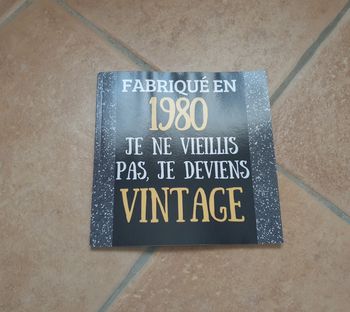 FABRIQUÉ EN
1980
JE NE VIEILLIS
PAS, JE DEVIENS
VINTAGE